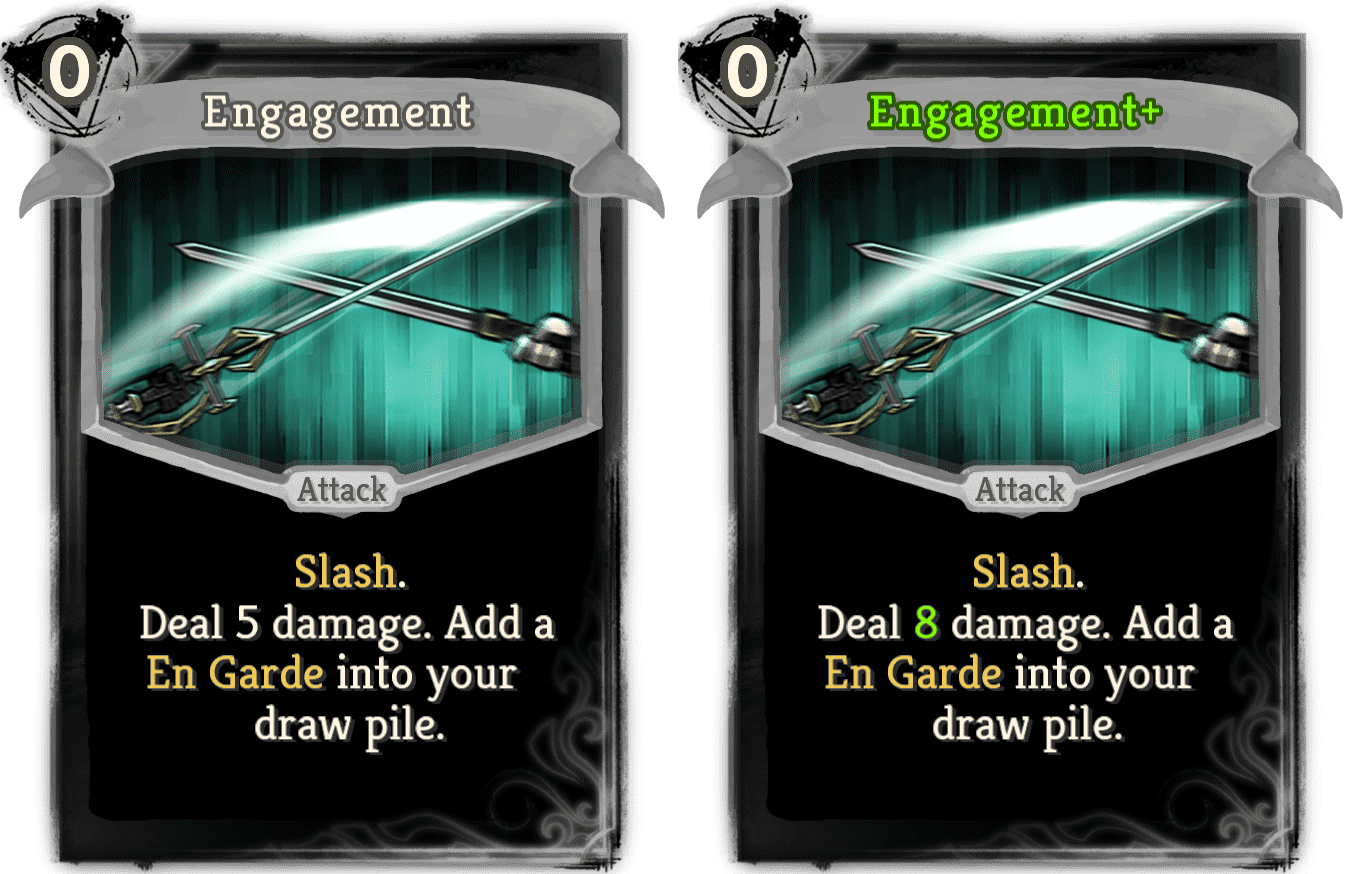 0
Engagement
Attack
Slash.
Deal 5 damage. Add a
En Garde into your
draw pile.
0
Engagement+
Attack
Slash.
Deal 8 damage. Add a
En Garde into your
draw pile.